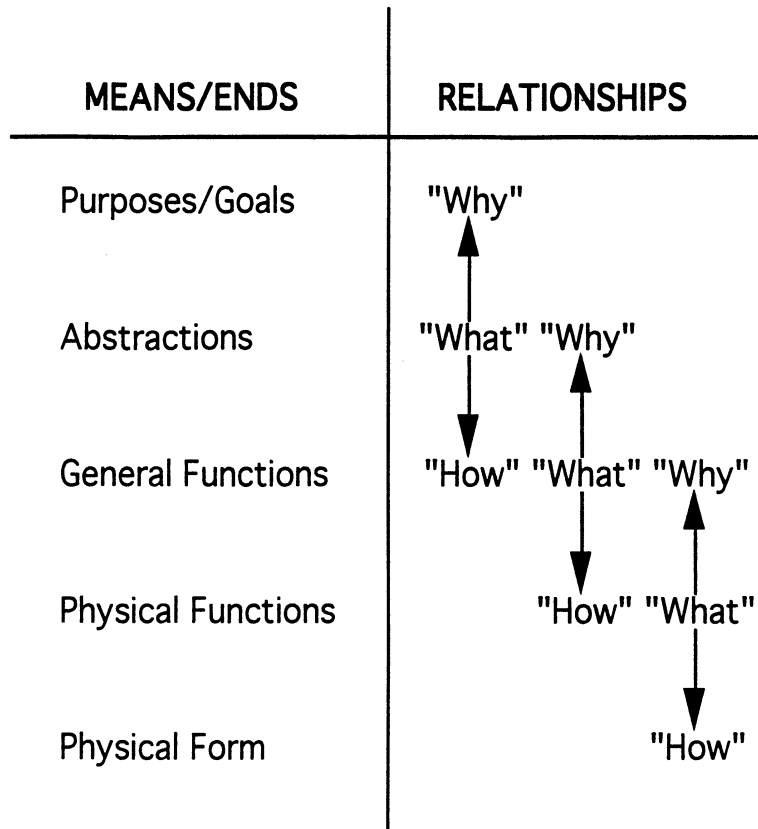 MEANS/ENDS RELATIONSHIPS
Purposes/Goals "Why"
Abstractions "What" "Why"
General Functions "How" "What" "Why"
Physical Functions "How" "What"
Physical Form "How"